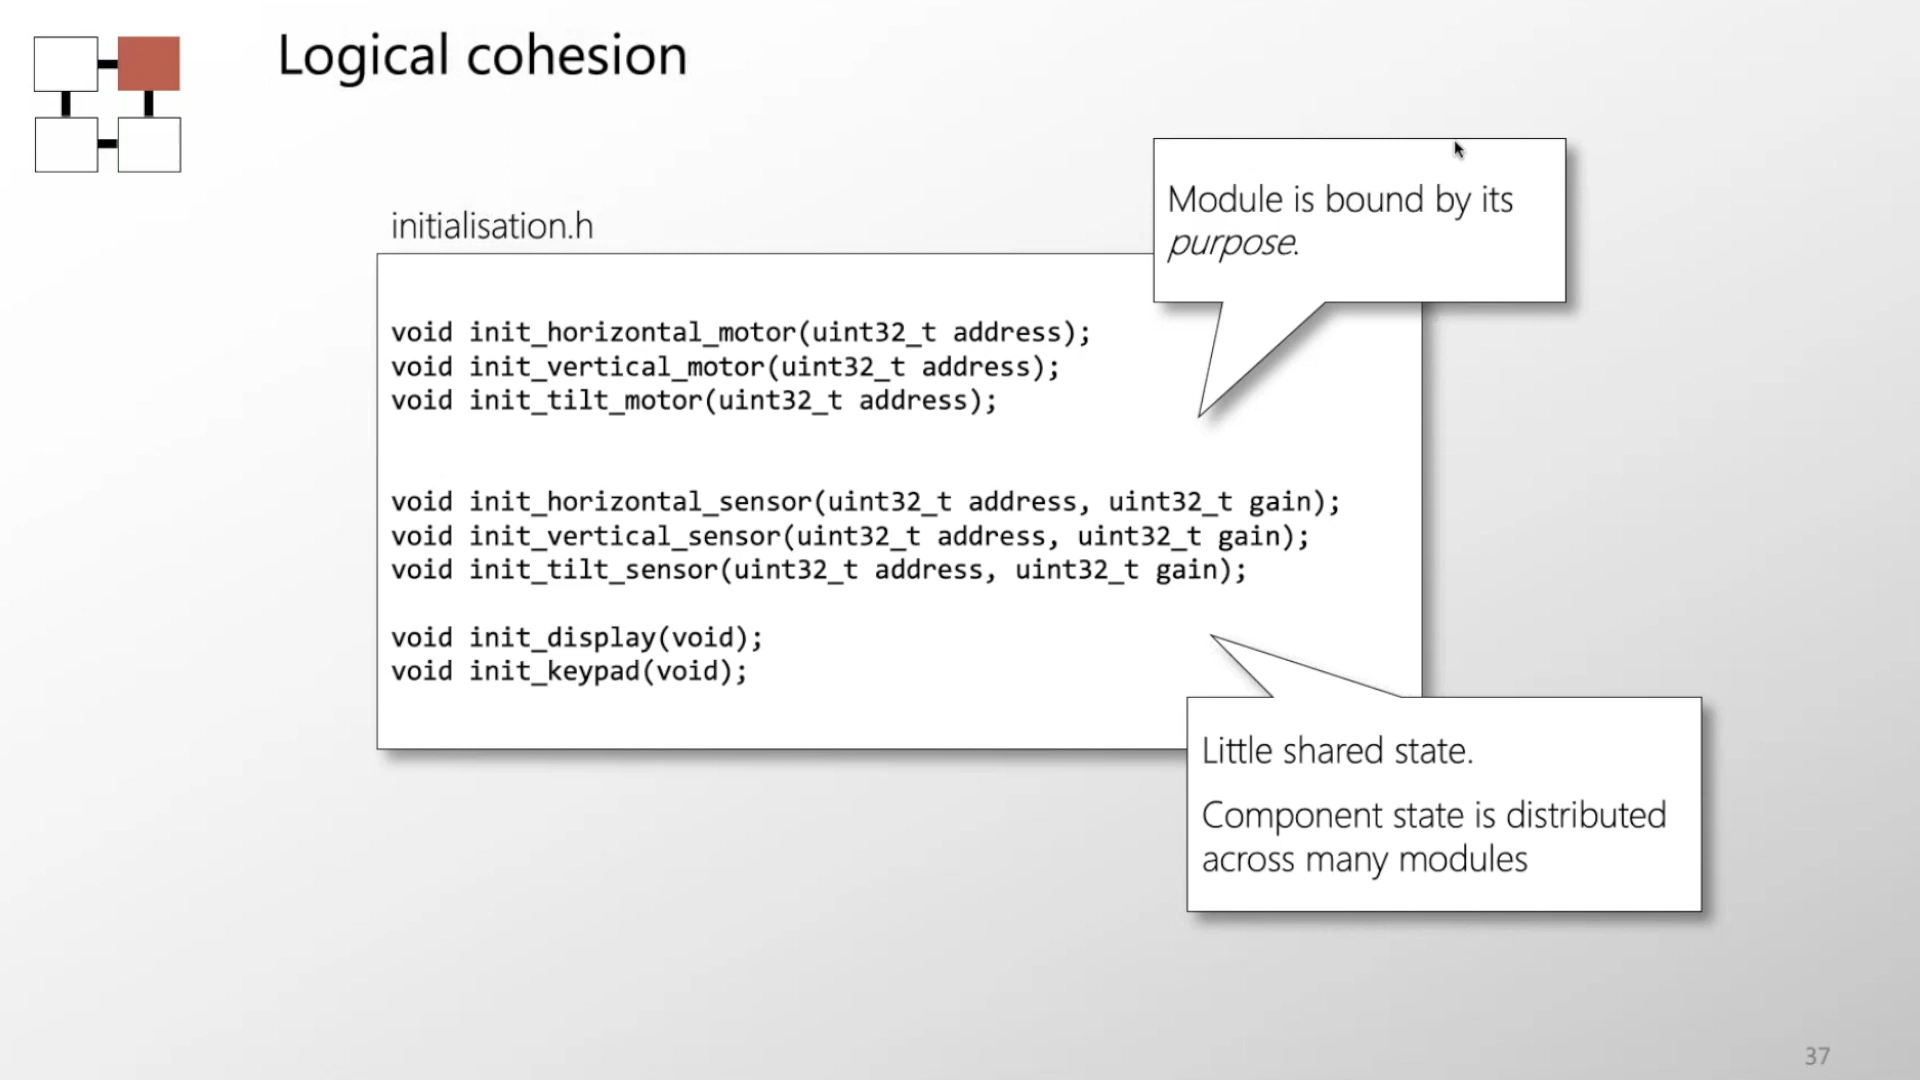 Logical cohesion
Module is bound by its
purpose.
initialisation.h
void init_horizontal_motor(uint32_t address);
void init_vertical_motor(uint32_t address);
void init_tilt_motor(uint32_t address);
void init_horizontal_sensor(uint32_t address, uint32_t gain);
void init_vertical_sensor(uint32_t address, uint32_t gain);
void init_tilt_sensor(uint32_t address, uint32_t gain);
void init_display(void);
void init_keypad(void);
Little shared state.
Component state is distributed
across many modules
37